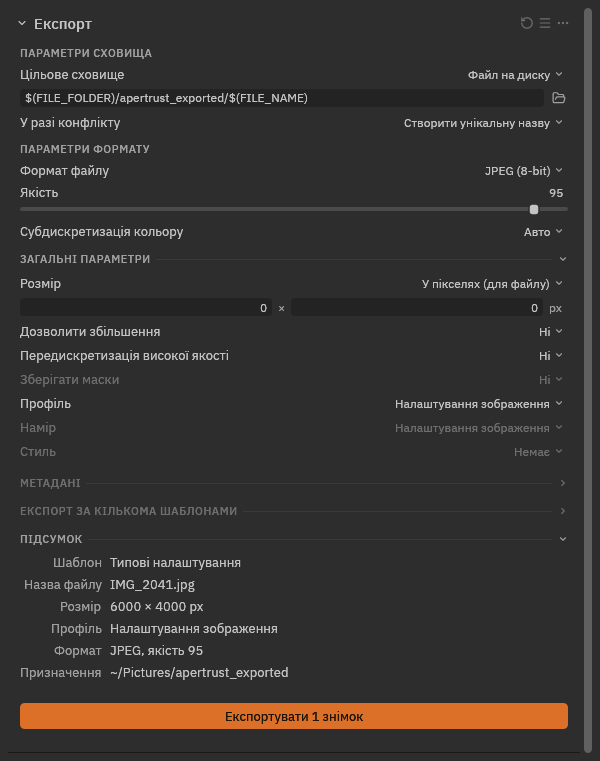 Експорт
ПАРАМЕТРИ СХОВИЩА
Цільове сховище Файл на диску
$(FILE_FOLDER)/apertrust_exported/$(FILE_NAME)
У разі конфлікту Створити унікальну назву
ПАРАМЕТРИ ФОРМАТУ
Формат файлу JPEG (8-bit)
Якість 95
Субдискретизація кольору Авто
ЗАГАЛЬНІ ПАРАМЕТРИ
Розмір У пікселях (для файлу)
0 × 0 px
Дозволити збільшення Ні
Передискретизація високої якості Ні
Зберігати маски Ні
Профіль Налаштування зображення
Намір Налаштування зображення
Стиль Немає
МЕТАДАНІ
ЕКСПОРТ ЗА КІЛЬКОМА ШАБЛОНАМИ
ПІДСУМОК
Шаблон Типові налаштування
Назва файлу IMG_2041.jpg
Розмір 6000 × 4000 px
Профіль Налаштування зображення
Формат JPEG, якість 95
Призначення ~/Pictures/apertrust_exported
Експортувати 1 знімок